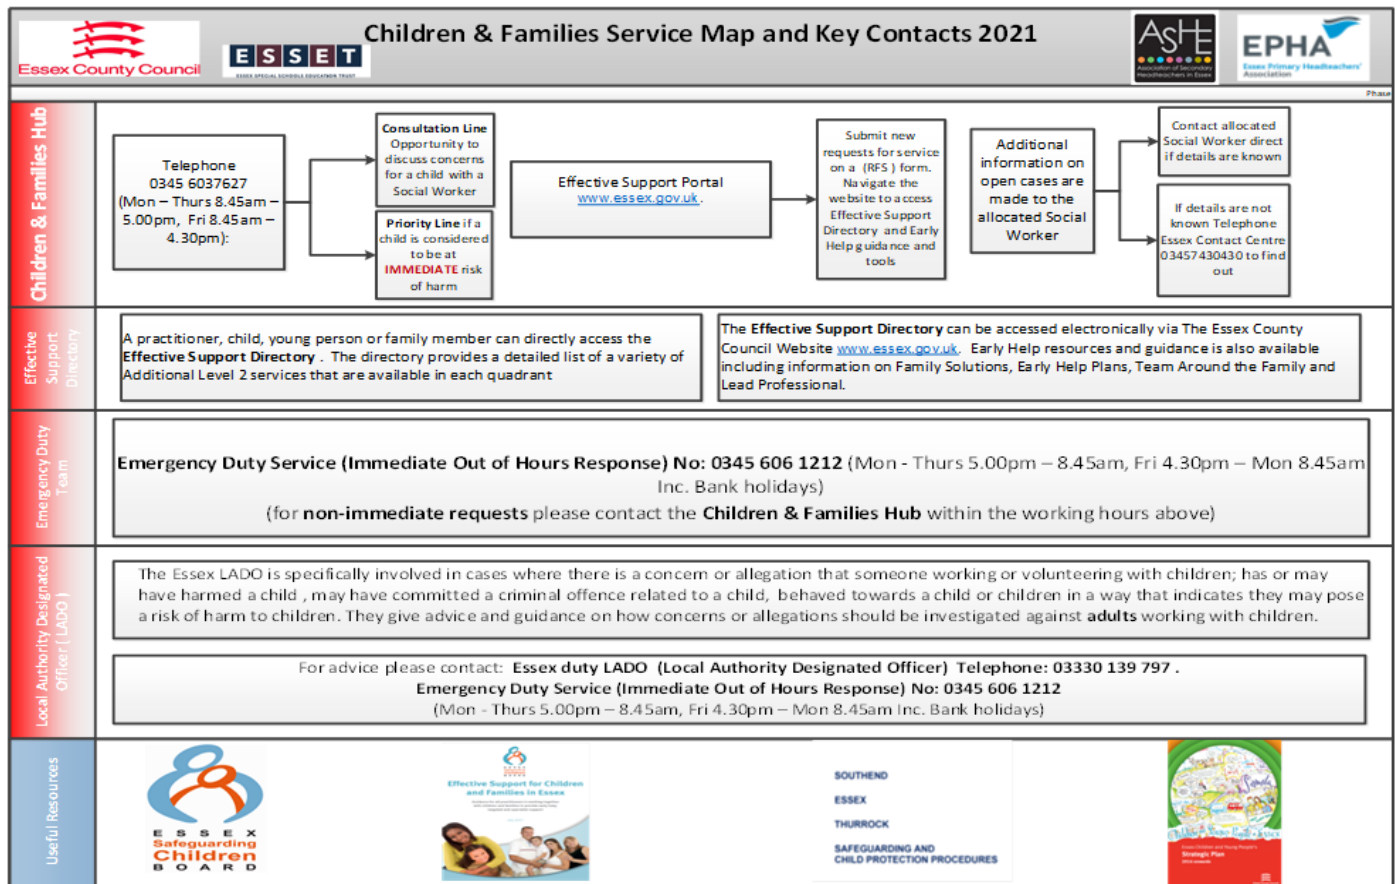 Essex County Council
ESSET
ESSEX SPECIAL SCHOOLS EDUCATION TRUST
Children & Families Service Map and Key Contacts 2021
ASHE
Association of Secondary
Headteachers in Essex
EPHA
Essex Primary Headteachers'
Association
Phase
Children & Families Hub
Telephone
0345 6037627
(Mon – Thurs 8.45am –
5.00pm, Fri 8.45am –
4.30pm):
Consultation Line
Opportunity to
discuss concerns
for a child with a
Social Worker
Priority Line if a
child is considered
to be at
IMMEDIATE risk
of harm
Effective Support Portal
www.essex.gov.uk.
Submit new
requests for service
on a (RFS ) form.
Navigate the
website to access
Effective Support
Directory and Early
Help guidance and
tools
Additional
information on
open cases are
made to the
allocated Social
Worker
Contact allocated
Social Worker direct
if details are known
If details are not
known Telephone
Essex Contact Centre
03457430430 to find
out
Effective
Support
Directory
A practitioner, child, young person or family member can directly access the
Effective Support Directory . The directory provides a detailed list of a variety of
Additional Level 2 services that are available in each quadrant
The Effective Support Directory can be accessed electronically via The Essex County
Council Website www.essex.gov.uk. Early Help resources and guidance is also available
including information on Family Solutions, Early Help Plans, Team Around the Family and
Lead Professional.
Emergency Duty
Team
Emergency Duty Service (Immediate Out of Hours Response) No: 0345 606 1212 (Mon - Thurs 5.00pm – 8.45am, Fri 4.30pm – Mon 8.45am
Inc. Bank holidays)
(for non-immediate requests please contact the Children & Families Hub within the working hours above)
Local Authority Designated
Officer ( LADO )
The Essex LADO is specifically involved in cases where there is a concern or allegation that someone working or volunteering with children; has or may
have harmed a child , may have committed a criminal offence related to a child, behaved towards a child or children in a way that indicates they may pose
a risk of harm to children. They give advice and guidance on how concerns or allegations should be investigated against adults working with children.
For advice please contact: Essex duty LADO (Local Authority Designated Officer) Telephone: 03330 139 797 .
Emergency Duty Service (Immediate Out of Hours Response) No: 0345 606 1212
(Mon - Thurs 5.00pm – 8.45am, Fri 4.30pm – Mon 8.45am Inc. Bank holidays)
Useful Resources
ESSEX
Safeguarding
Children
BOARD
Effective Support for Children
and Families in Essex
SOUTHEND
ESSEX
THURROCK
SAFEGUARDING AND
CHILD PROTECTION PROCEDURES
Essex Children and Young People's
Strategic Plan